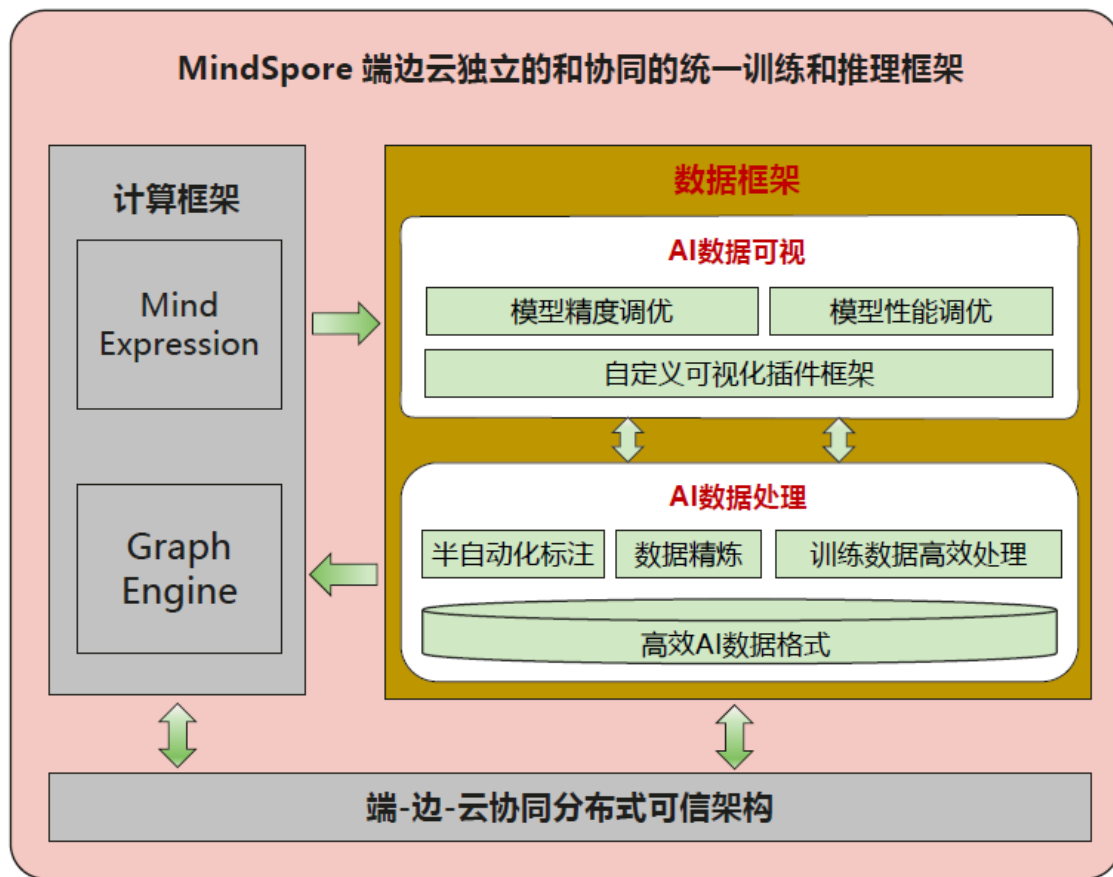 MindSpore 端边云独立的和协同的统一训练和推理框架
计算框架
Mind
Expression
Graph
Engine
数据框架
AI数据可视
模型精度调优
模型性能调优
自定义可视化插件框架
AI数据处理
半自动化标注
数据精炼
训练数据高效处理
高效AI数据格式
端-边-云协同分布式可信架构